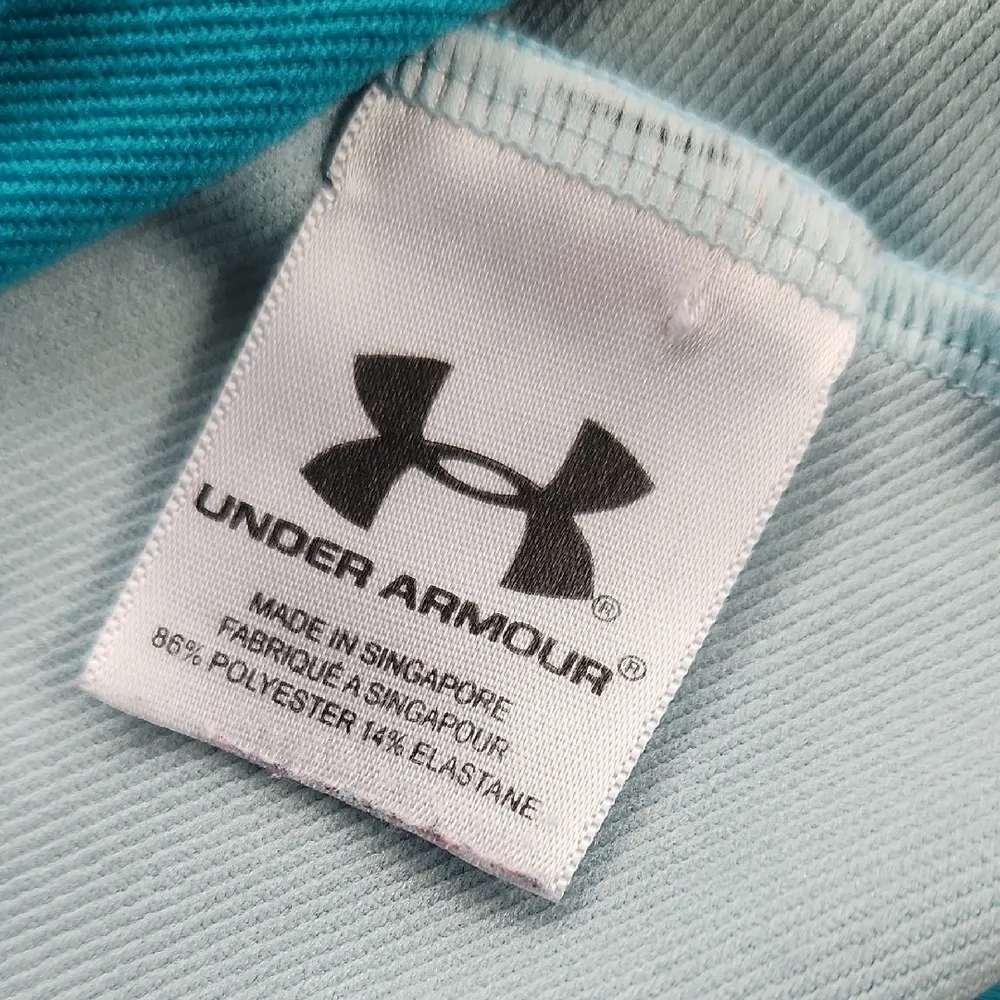 UNDER ARMOUR®
MADE IN SINGAPORE
FABRIQUÉ A SINGAPOUR
86% POLYESTER 14% ELASTANE